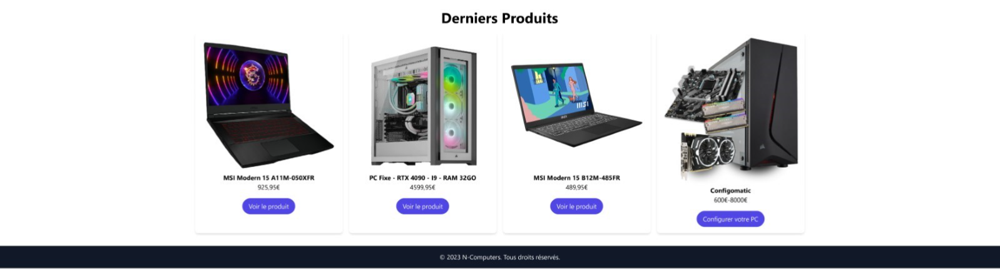 Derniers Produits
msi
MSI Modern 15 A11M-050XFR
925,95€
Voir le produit
PC Fixe - RTX 4090 - I9 - RAM 32GO
4599,95€
Voir le produit
MSI Modern 15 B12M-485FR
489,95€
Voir le produit
Configomatic
600€-8000€
Configurer votre PC
© 2023 N-Computers. Tous droits réservés.